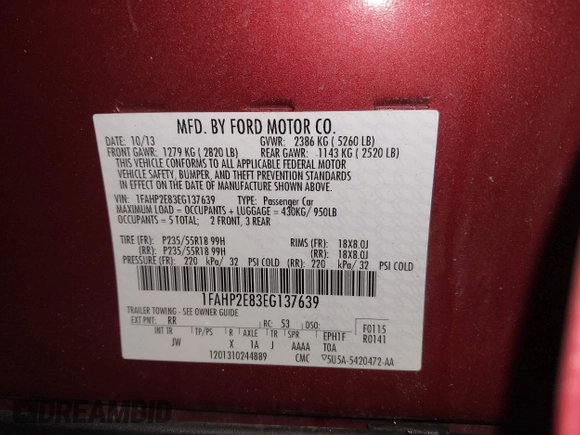 MFD. BY FORD MOTOR CO.
DATE: 10/13 GVWR: 2386 KG ( 5260 LB)
FRONT GAWR: 1279 KG ( 2820 LB) REAR GAWR: 1143 KG ( 2520 LB)
THIS VEHICLE CONFORMS TO ALL APPLICABLE FEDERAL MOTOR
VEHICLE SAFETY, BUMPER, AND THEFT PREVENTION STANDARDS
IN EFFECT ON THE DATE OF MANUFACTURE SHOWN ABOVE.
VIN: 1FAHP2E83EG137639 TYPE: Passenger Car
MAXIMUM LOAD = OCCUPANTS + LUGGAGE = 430KG/ 950LB
OCCUPANTS = 5 TOTAL: 2 FRONT, 3 REAR
TIRE (FR): P235/55R18 99H RIMS (FR): 18X8.0J
(RR): P235/55R18 99H (RR): 18X8.0J
PRESSURE (FR): 220 kPa/ 32 PSI COLD (RR): 220 kPa/ 32 PSI COLD
1FAHP2E83EG137639
TRAILER TOWING - SEE OWNER GUIDE
EXT PNT: RR RC: 53 DSO: F0115
INT TR TP/PS R AXLE TR SPR EPH1F R0141
JW X 1A J AAAA TOA
1201310244889 CMC ▽5U5A-5420472-AA
DREAMBID